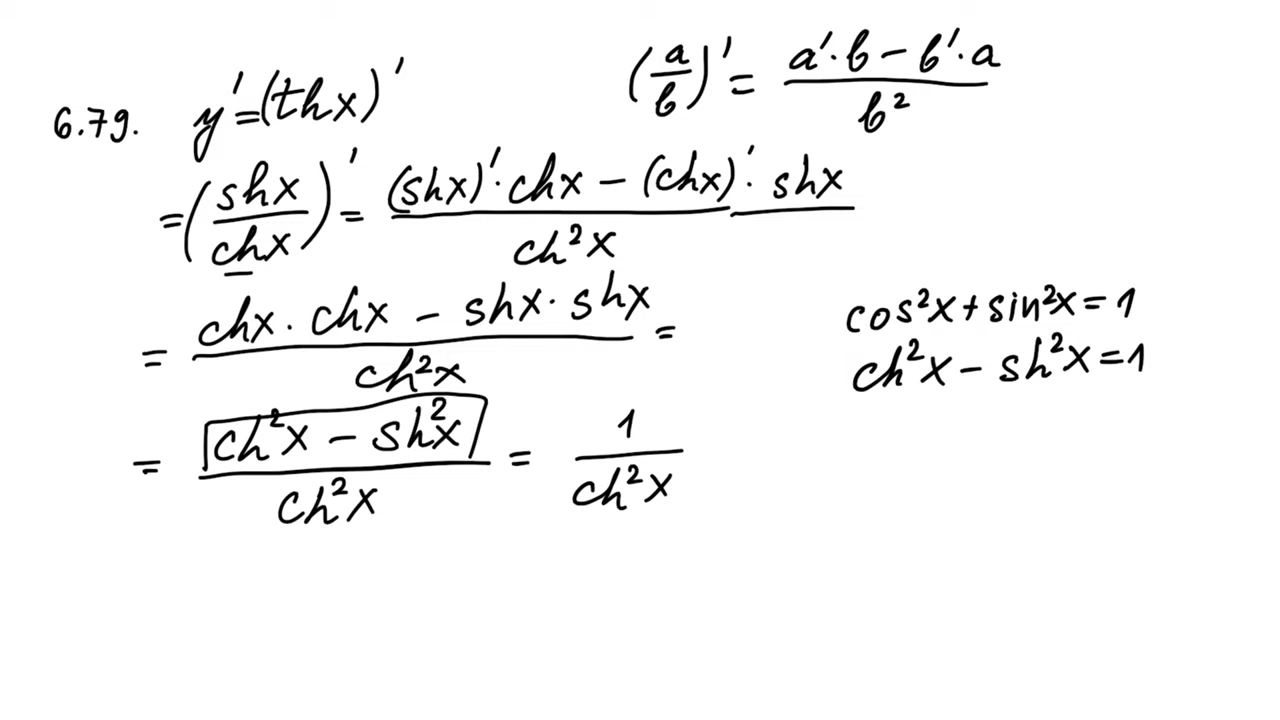 6.79. y' = (thx)'
(a/b)' = (a'·b − b'·a)/b²
= (shx/chx)' = ((shx)'·chx − (chx)'·shx)/ch²x
= (chx·chx − shx·shx)/ch²x =
cos²x + sin²x = 1
ch²x − sh²x = 1
= (ch²x − sh²x)/ch²x = 1/ch²x